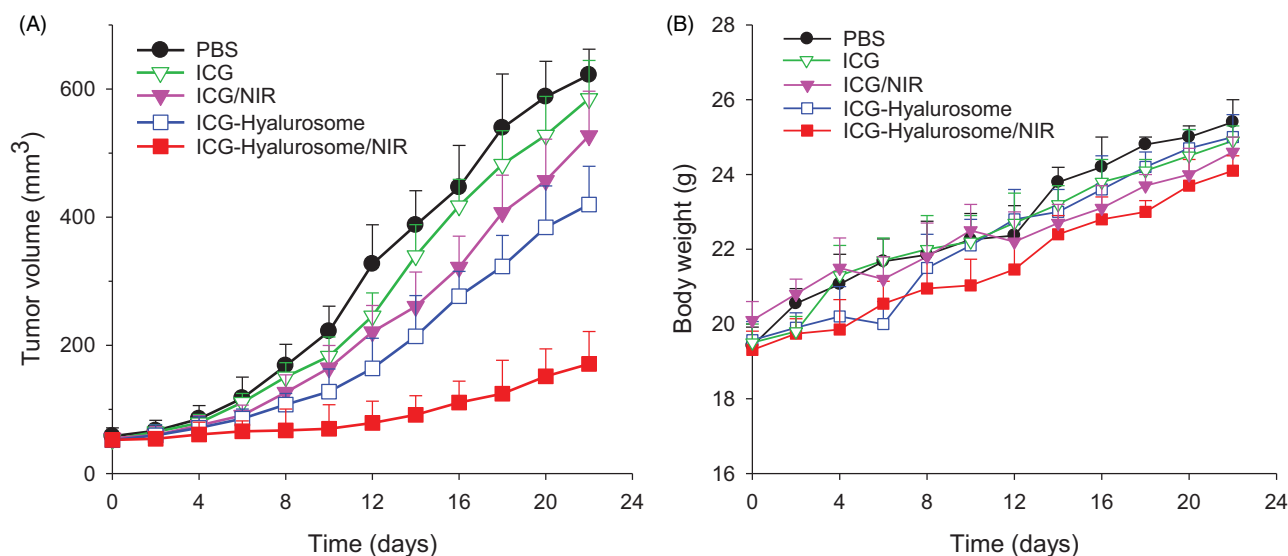 (A)
Tumor volume (mm³)
600
400
200
0
PBS
ICG
ICG/NIR
ICG-Hyalurosome
ICG-Hyalurosome/NIR
0 4 8 12 16 20 24
Time (days)
(B)
Body weight (g)
28
26
24
22
20
18
16
PBS
ICG
ICG/NIR
ICG-Hyalurosome
ICG-Hyalurosome/NIR
0 4 8 12 16 20 24
Time (days)